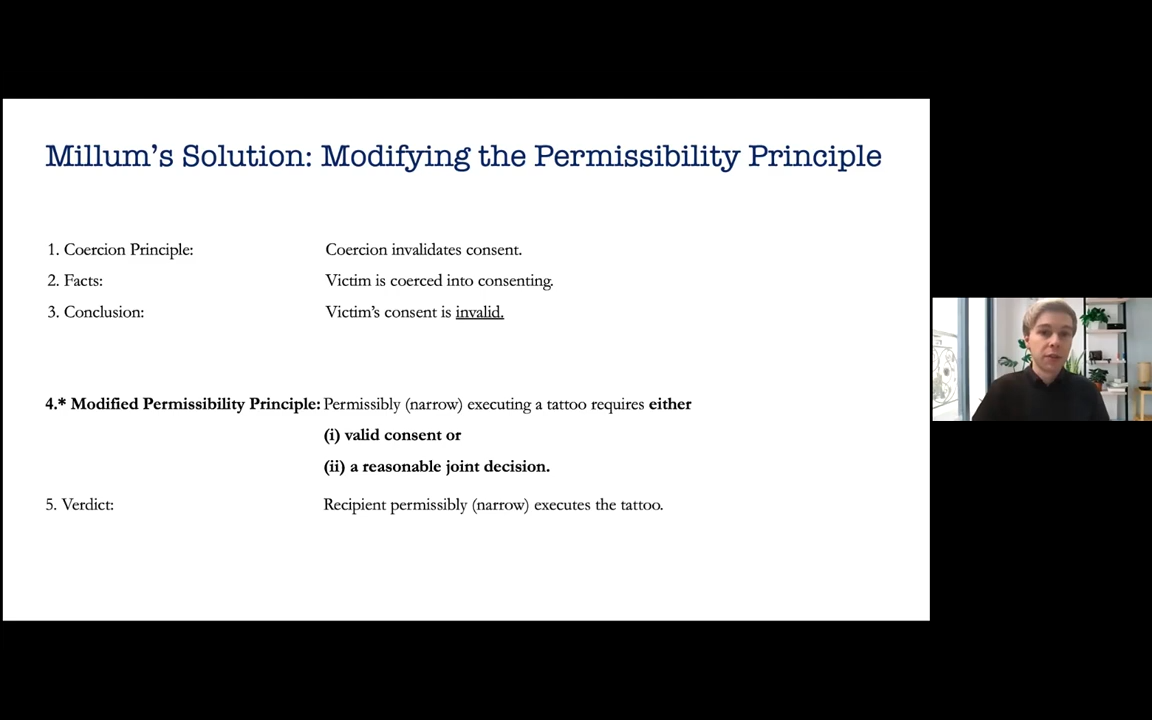 Millum's Solution: Modifying the Permissibility Principle
1. Coercion Principle: Coercion invalidates consent.
2. Facts: Victim is coerced into consenting.
3. Conclusion: Victim's consent is invalid.
4.* Modified Permissibility Principle: Permissibly (narrow) executing a tattoo requires either
(i) valid consent or
(ii) a reasonable joint decision.
5. Verdict: Recipient permissibly (narrow) executes the tattoo.